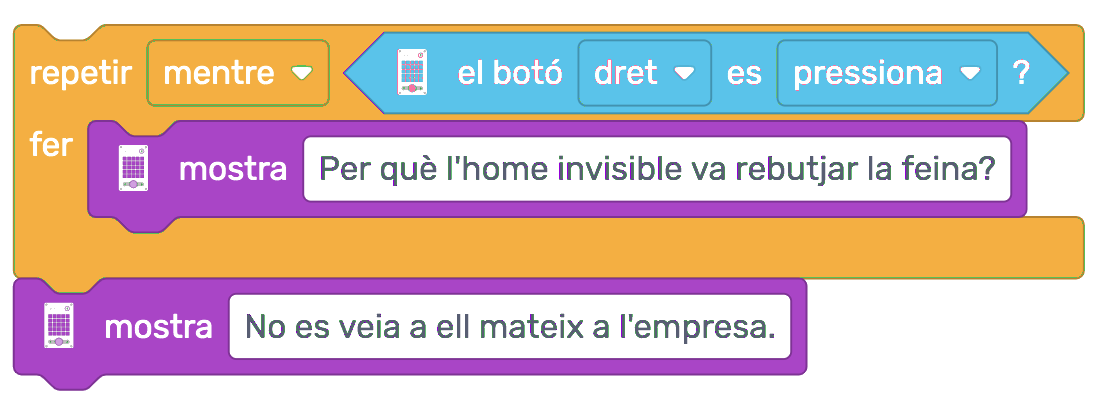 repetir mentre el botó dret es pressiona ?
fer mostra Per què l'home invisible va rebutjar la feina?
mostra No es veia a ell mateix a l'empresa.